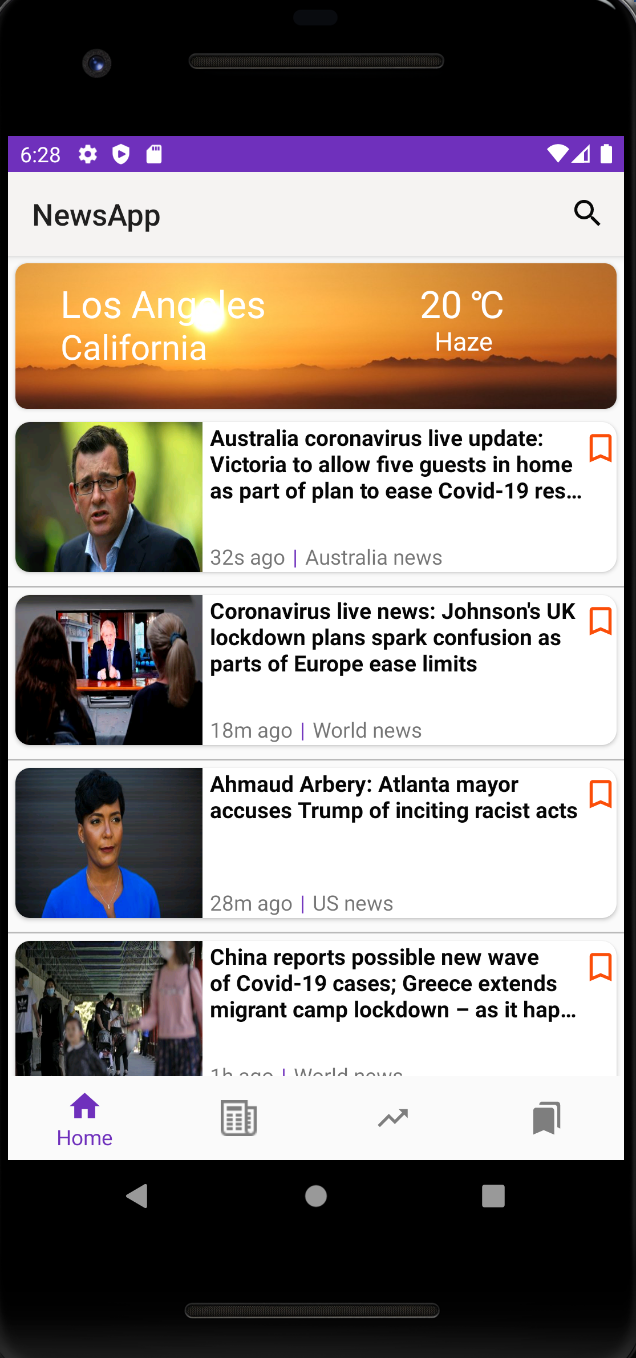 6:28
NewsApp
Los Angeles
20 ℃
California
Haze
Australia coronavirus live update:
Victoria to allow five guests in home
as part of plan to ease Covid-19 res…
32s ago | Australia news
Coronavirus live news: Johnson's UK
lockdown plans spark confusion as
parts of Europe ease limits
18m ago | World news
Ahmaud Arbery: Atlanta mayor
accuses Trump of inciting racist acts
28m ago | US news
China reports possible new wave
of Covid-19 cases; Greece extends
migrant camp lockdown – as it hap…
1h ago | World news
Home